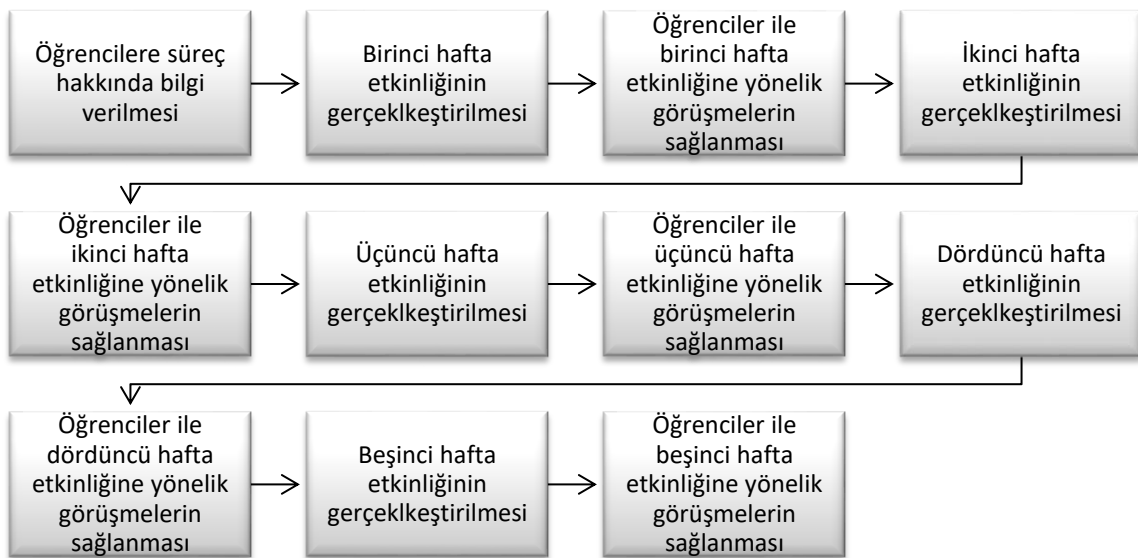 Öğrencilere süreç
hakkında bilgi
verilmesi
Birinci hafta
etkinliğinin
gerçeklkeştirilmesi
Öğrenciler ile
birinci hafta
etkinliğine yönelik
görüşmelerin
sağlanması
İkinci hafta
etkinliğinin
gerçeklkeştirilmesi
Öğrenciler ile
ikinci hafta
etkinliğine yönelik
görüşmelerin
sağlanması
Üçüncü hafta
etkinliğinin
gerçeklkeştirilmesi
Öğrenciler ile
üçüncü hafta
etkinliğine yönelik
görüşmelerin
sağlanması
Dördüncü hafta
etkinliğinin
gerçeklkeştirilmesi
Öğrenciler ile
dördüncü hafta
etkinliğine yönelik
görüşmelerin
sağlanması
Beşinci hafta
etkinliğinin
gerçeklkeştirilmesi
Öğrenciler ile
beşinci hafta
etkinliğine yönelik
görüşmelerin
sağlanması